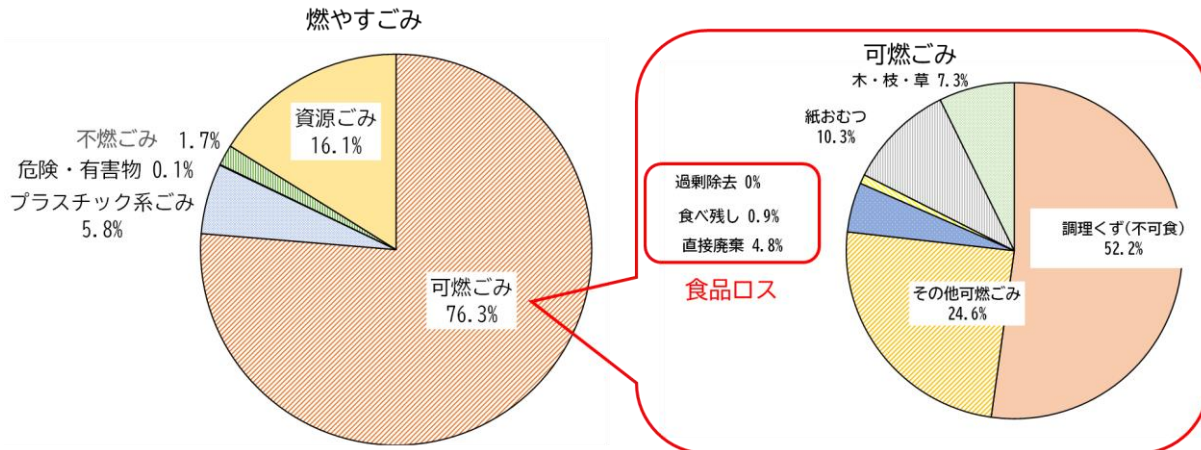 燃やすごみ
資源ごみ
16.1%
不燃ごみ 1.7%
危険・有害物 0.1%
プラスチック系ごみ
5.8%
可燃ごみ
76.3%
可燃ごみ
木・枝・草 7.3%
紙おむつ
10.3%
過剰除去 0%
食べ残し 0.9%
直接廃棄 4.8%
食品ロス
調理くず(不可食)
52.2%
その他可燃ごみ
24.6%